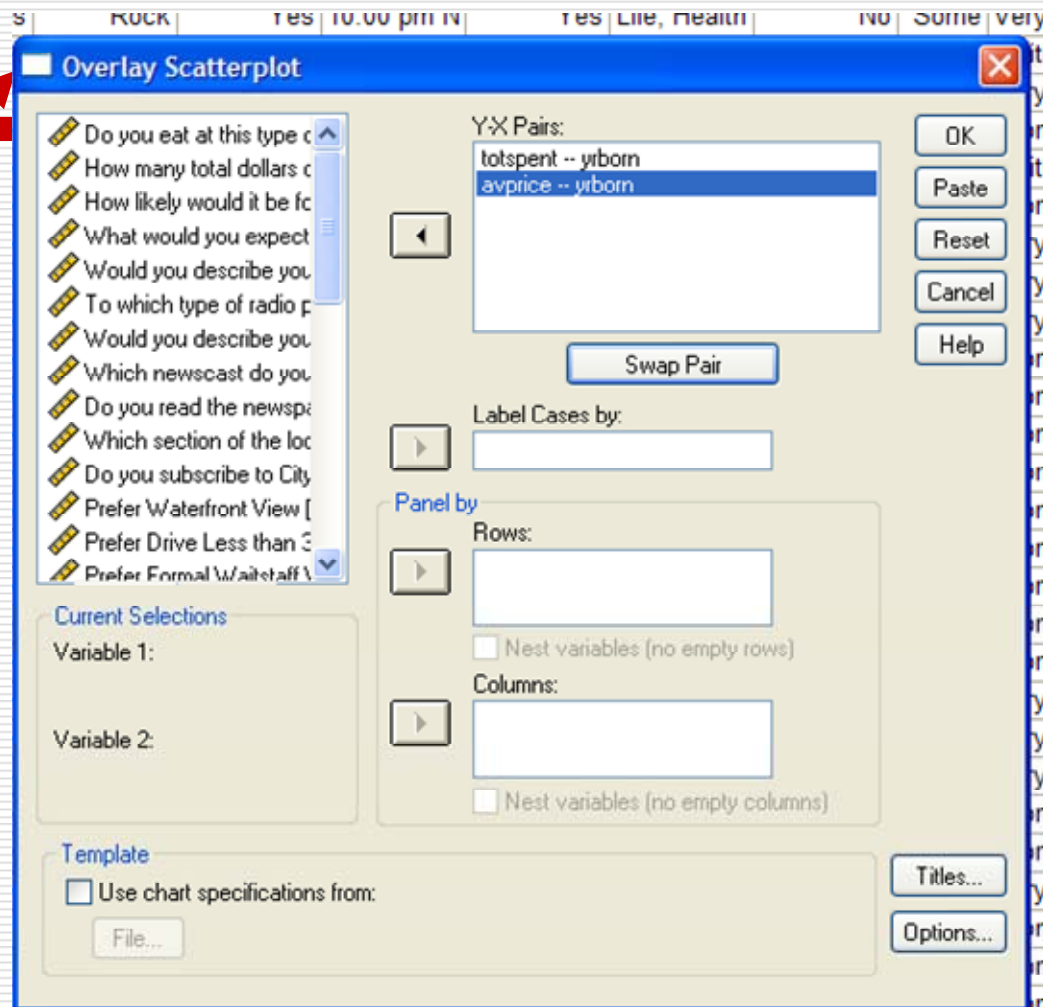 Rock Yes 10.00 pm N Yes Life, Health No Some Very
Overlay Scatterplot
Do you eat at this type c
How many total dollars c
How likely would it be fo
What would you expect
Would you describe you
To which type of radio p
Would you describe you
Which newscast do you
Do you read the newspa
Which section of the loc
Do you subscribe to City
Prefer Waterfront View [
Prefer Drive Less than 3
Prefer Formal Waitstaff W
Y-X Pairs:
totspent -- yrborn
avprice -- yrborn
Swap Pair
OK
Paste
Reset
Cancel
Help
Label Cases by:
Panel by
Rows:
Nest variables (no empty rows)
Columns:
Nest variables (no empty columns)
Current Selections
Variable 1:
Variable 2:
Template
Use chart specifications from:
File...
Titles...
Options...